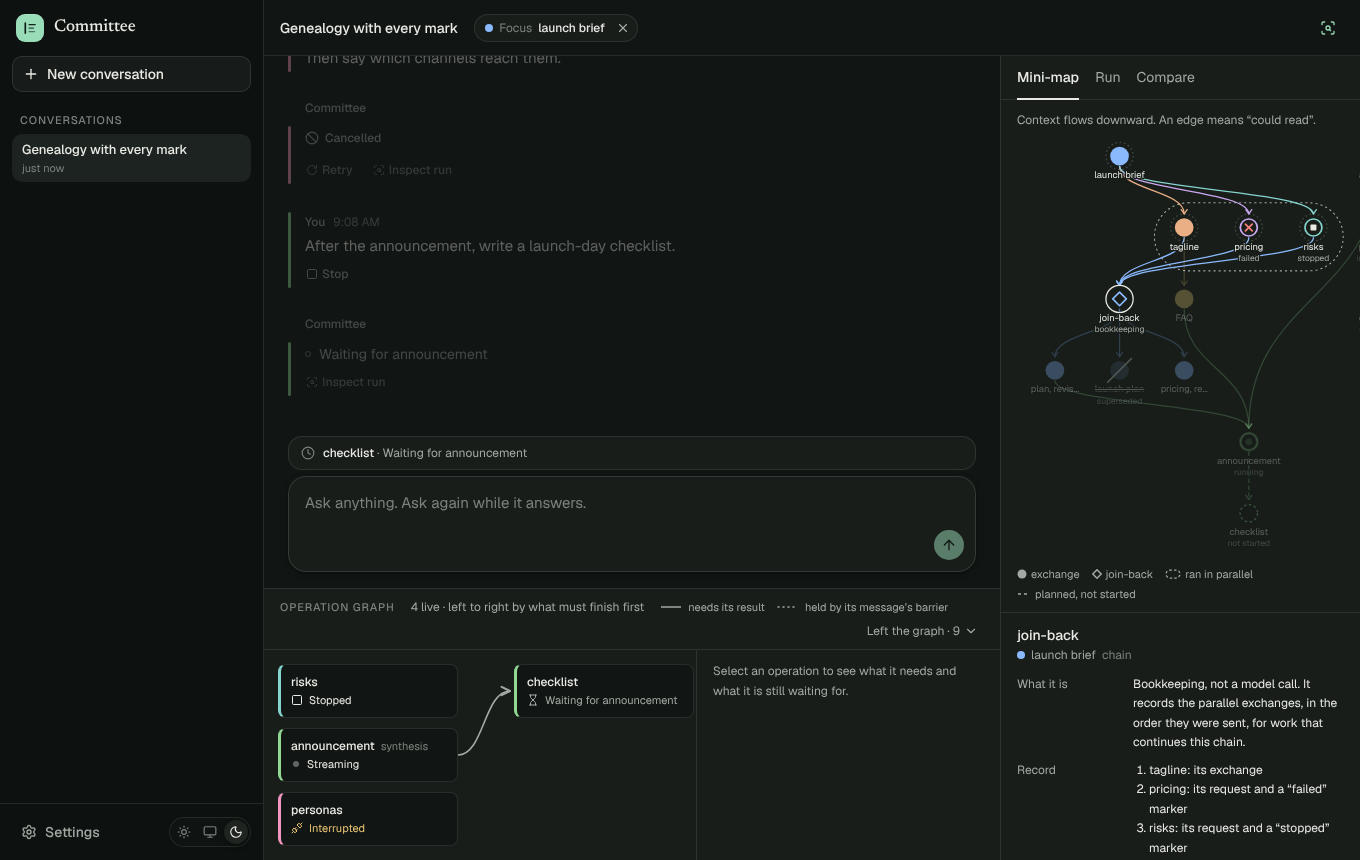 Committee
New conversation
CONVERSATIONS
Genealogy with every mark
just now
Settings
Genealogy with every mark
Focus launch brief
Then say which channels reach them.
Committee
Cancelled
Retry Inspect run
You 9:08 AM
After the announcement, write a launch-day checklist.
Stop
Committee
Waiting for announcement
Inspect run
checklist · Waiting for announcement
Ask anything. Ask again while it answers.
OPERATION GRAPH 4 live · left to right by what must finish first needs its result held by its message's barrier
Left the graph · 9
risks
Stopped
announcement synthesis
Streaming
personas
Interrupted
checklist
Waiting for announcement
Select an operation to see what it needs and
what it is still waiting for.
Mini-map Run Compare
Context flows downward. An edge means “could read”.
launch brief
tagline pricing risks
failed stopped
join-back FAQ
bookkeeping
plan, revis… launch plan pricing, re…
superseded
announcement
running
checklist
not started
exchange join-back ran in parallel
planned, not started
join-back
launch brief chain
What it is Bookkeeping, not a model call. It
records the parallel exchanges, in the
order they were sent, for work that
continues this chain.
Record 1. tagline: its exchange
2. pricing: its request and a “failed”
marker
3. risks: its request and a “stopped”
marker